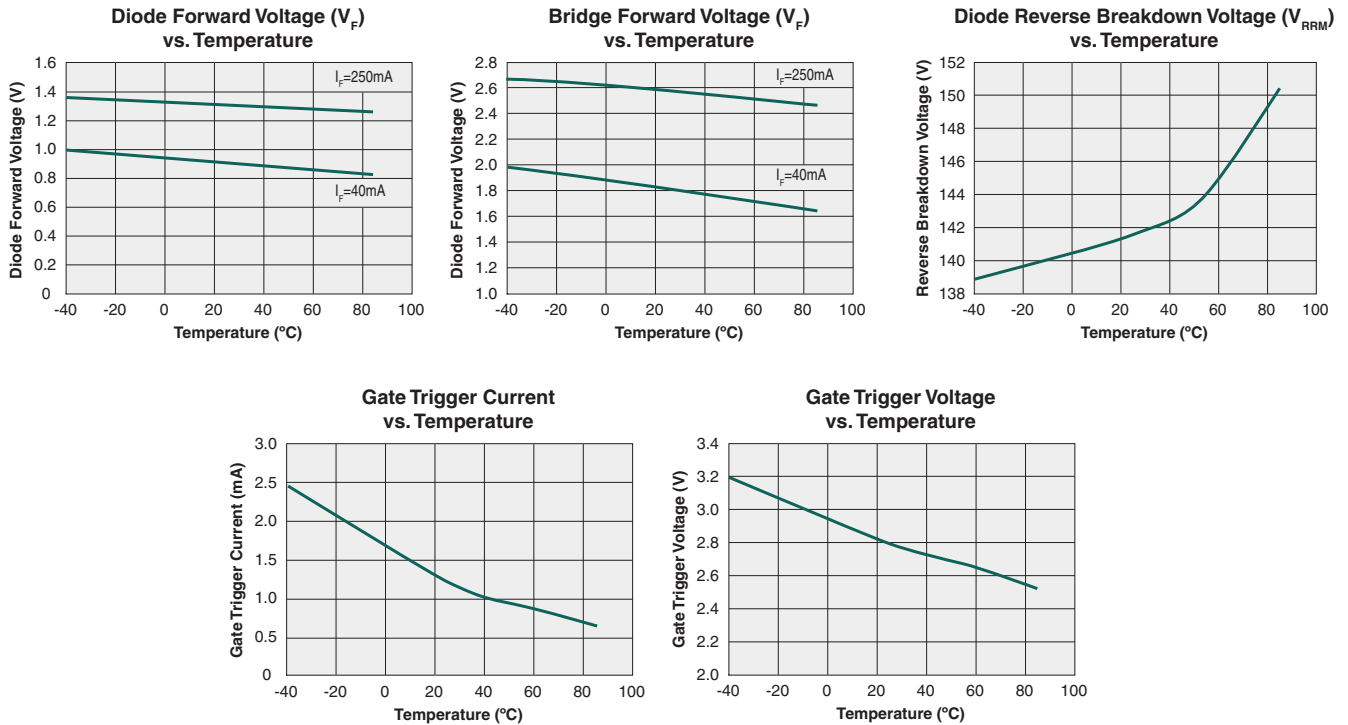 Diode Forward Voltage (VF)
vs. Temperature
Diode Forward Voltage (V)
1.6
1.4
1.2
1.0
0.8
0.6
0.4
0.2
0
IF=250mA
IF=40mA
-40 -20 0 20 40 60 80 100
Temperature (ºC)
Bridge Forward Voltage (VF)
vs. Temperature
Diode Forward Voltage (V)
2.8
2.6
2.4
2.2
2.0
1.8
1.6
1.4
1.2
1.0
IF=250mA
IF=40mA
-40 -20 0 20 40 60 80 100
Temperature (ºC)
Diode Reverse Breakdown Voltage (VRRM)
vs. Temperature
Reverse Breakdown Voltage (V)
152
150
148
146
144
142
140
138
-40 -20 0 20 40 60 80 100
Temperature (ºC)
Gate Trigger Current
vs. Temperature
Gate Trigger Current (mA)
3.0
2.5
2.0
1.5
1.0
0.5
0
-40 -20 0 20 40 60 80 100
Temperature (ºC)
Gate Trigger Voltage
vs. Temperature
Gate Trigger Voltage (V)
3.4
3.2
3.0
2.8
2.6
2.4
2.2
2.0
-40 -20 0 20 40 60 80 100
Temperature (ºC)